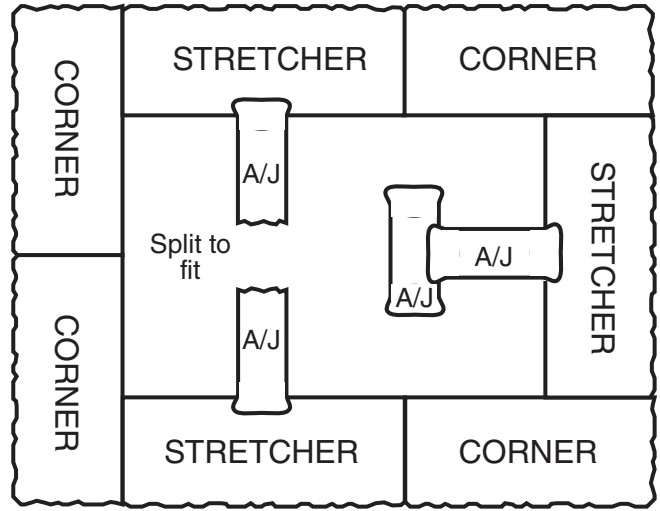 STRETCHER
CORNER
CORNER
A/J
STRETCHER
Split to
fit
A/J
A/J
A/J
CORNER
STRETCHER
CORNER